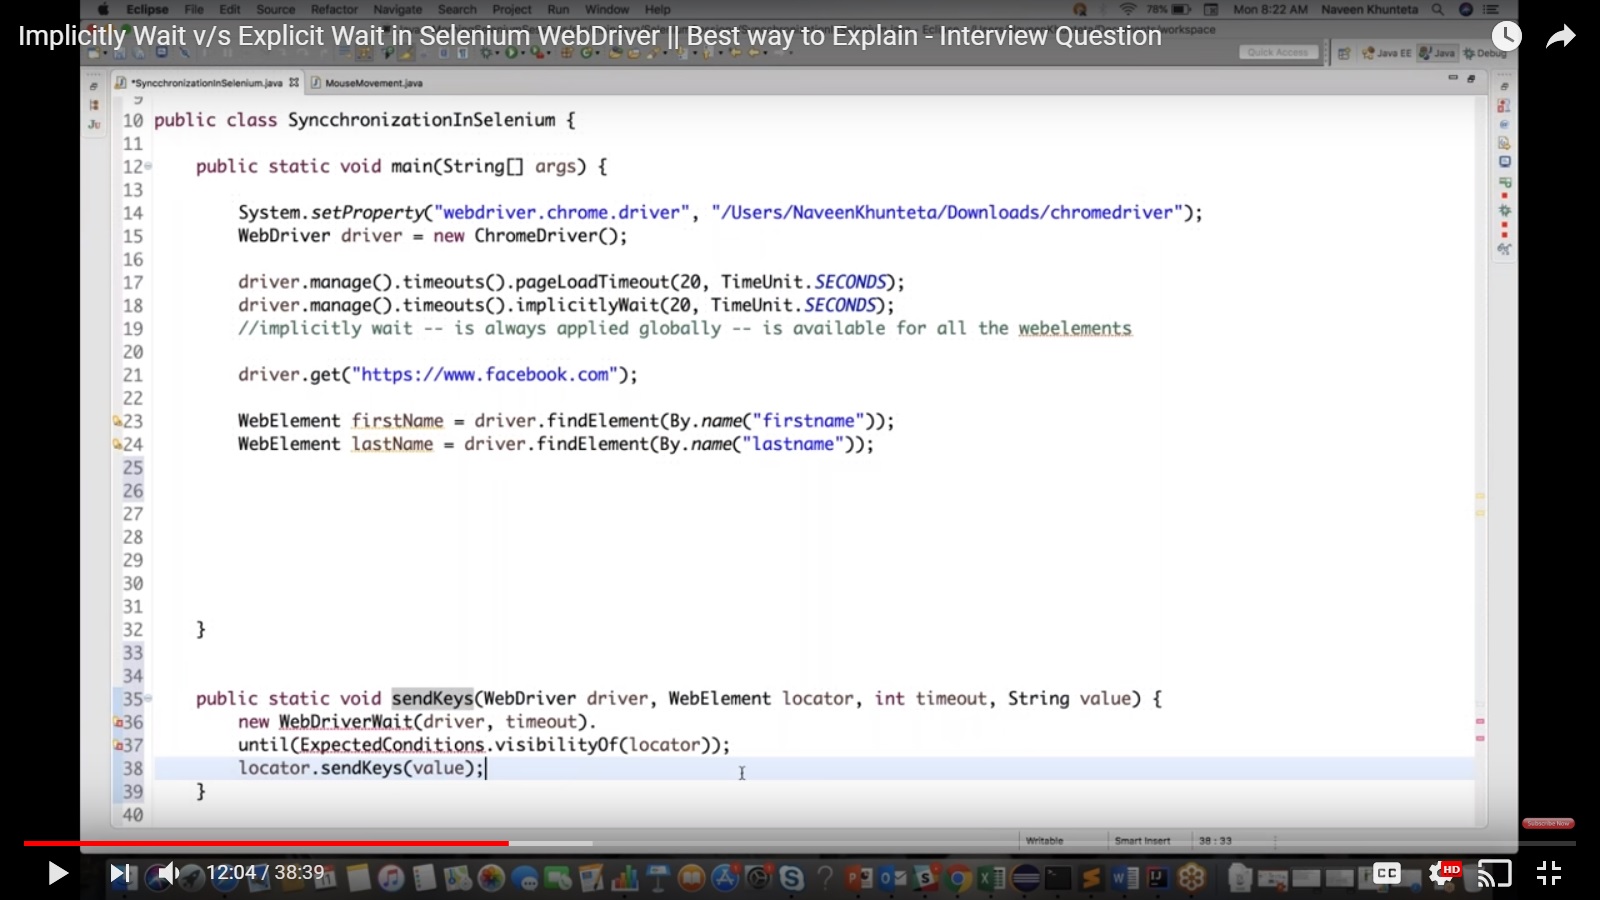 Eclipse File Edit Source Refactor Navigate Search Project Run Window Help 78% Mon 8:22 AM Naveen Khunteta
Implicitly Wait v/s Explicit Wait in Selenium WebDriver || Best way to Explain - Interview Question
Quick Access Java EE Java Debug
*SyncchronizationInSelenium.java MouseMovement.java
9
10 public class SyncchronizationInSelenium {
11
12 public static void main(String[] args) {
13
14 System.setProperty("webdriver.chrome.driver", "/Users/NaveenKhunteta/Downloads/chromedriver");
15 WebDriver driver = new ChromeDriver();
16
17 driver.manage().timeouts().pageLoadTimeout(20, TimeUnit.SECONDS);
18 driver.manage().timeouts().implicitlyWait(20, TimeUnit.SECONDS);
19 //implicitly wait -- is always applied globally -- is available for all the webelements
20
21 driver.get("https://www.facebook.com");
22
23 WebElement firstName = driver.findElement(By.name("firstname"));
24 WebElement lastName = driver.findElement(By.name("lastname"));
25
26
27
28
29
30
31
32 }
33
34
35 public static void sendKeys(WebDriver driver, WebElement locator, int timeout, String value) {
36 new WebDriverWait(driver, timeout).
37 until(ExpectedConditions.visibilityOf(locator));
38 locator.sendKeys(value);
39 }
40
Subscribe Now
Writable Smart Insert 38 : 33
12:04 / 38:39 CC HD